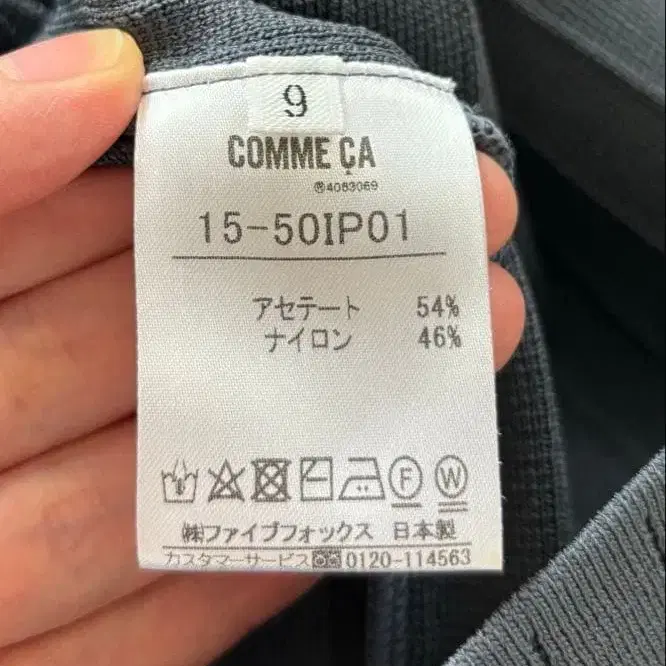 9
COMME ÇA
Ⓡ4083069
15-50IP01
アセテート 54%
ナイロン 46%
F W
㈱ファイブフォックス 日本製
カスタマーサービス 0120-114563